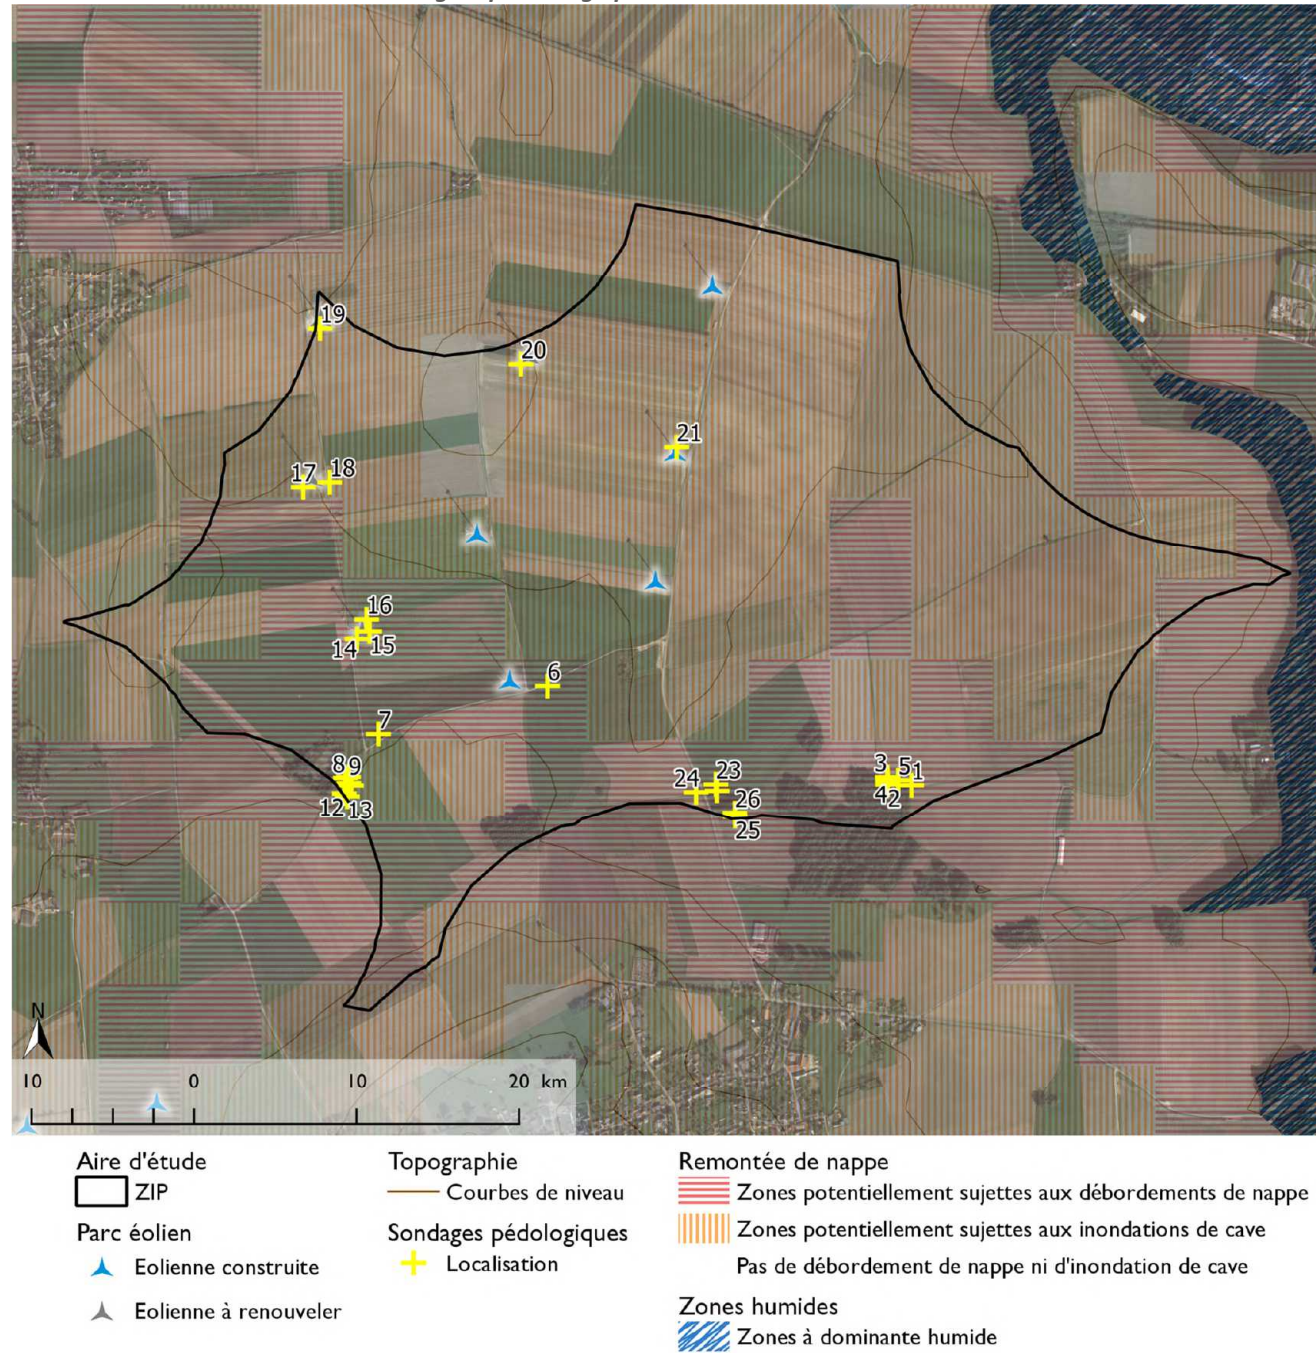 19
20
21
17
18
16
14
15
6
7
8
9
12
13
3
5
1
4
2
24
23
26
25
N
10 0 10 20 km
Aire d'étude
ZIP
Parc éolien
Eolienne construite
Eolienne à renouveler
Topographie
Courbes de niveau
Sondages pédologiques
Localisation
Remontée de nappe
Zones potentiellement sujettes aux débordements de nappe
Zones potentiellement sujettes aux inondations de cave
Pas de débordement de nappe ni d'inondation de cave
Zones humides
Zones à dominante humide